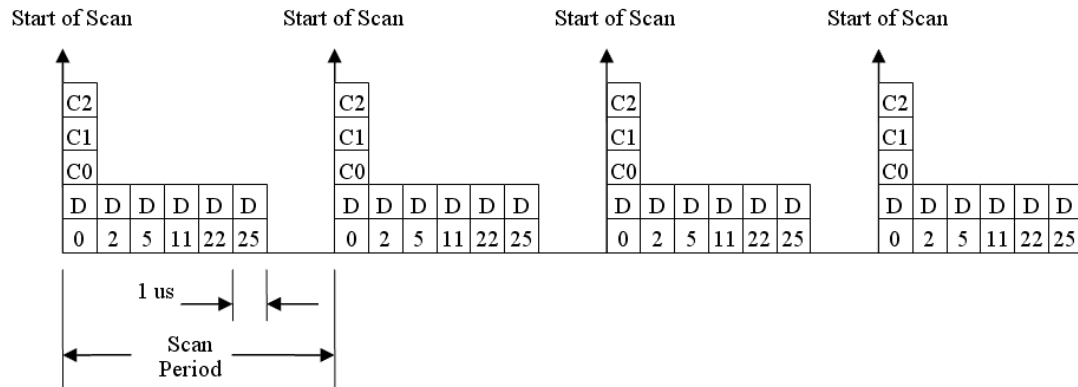 Start of Scan Start of Scan Start of Scan Start of Scan
C2 C2 C2 C2
C1 C1 C1 C1
C0 C0 C0 C0
D D D D D D D D D D D D D D D D D D D D D D D D
0 2 5 11 22 25 0 2 5 11 22 25 0 2 5 11 22 25 0 2 5 11 22 25
1 us
Scan
Period